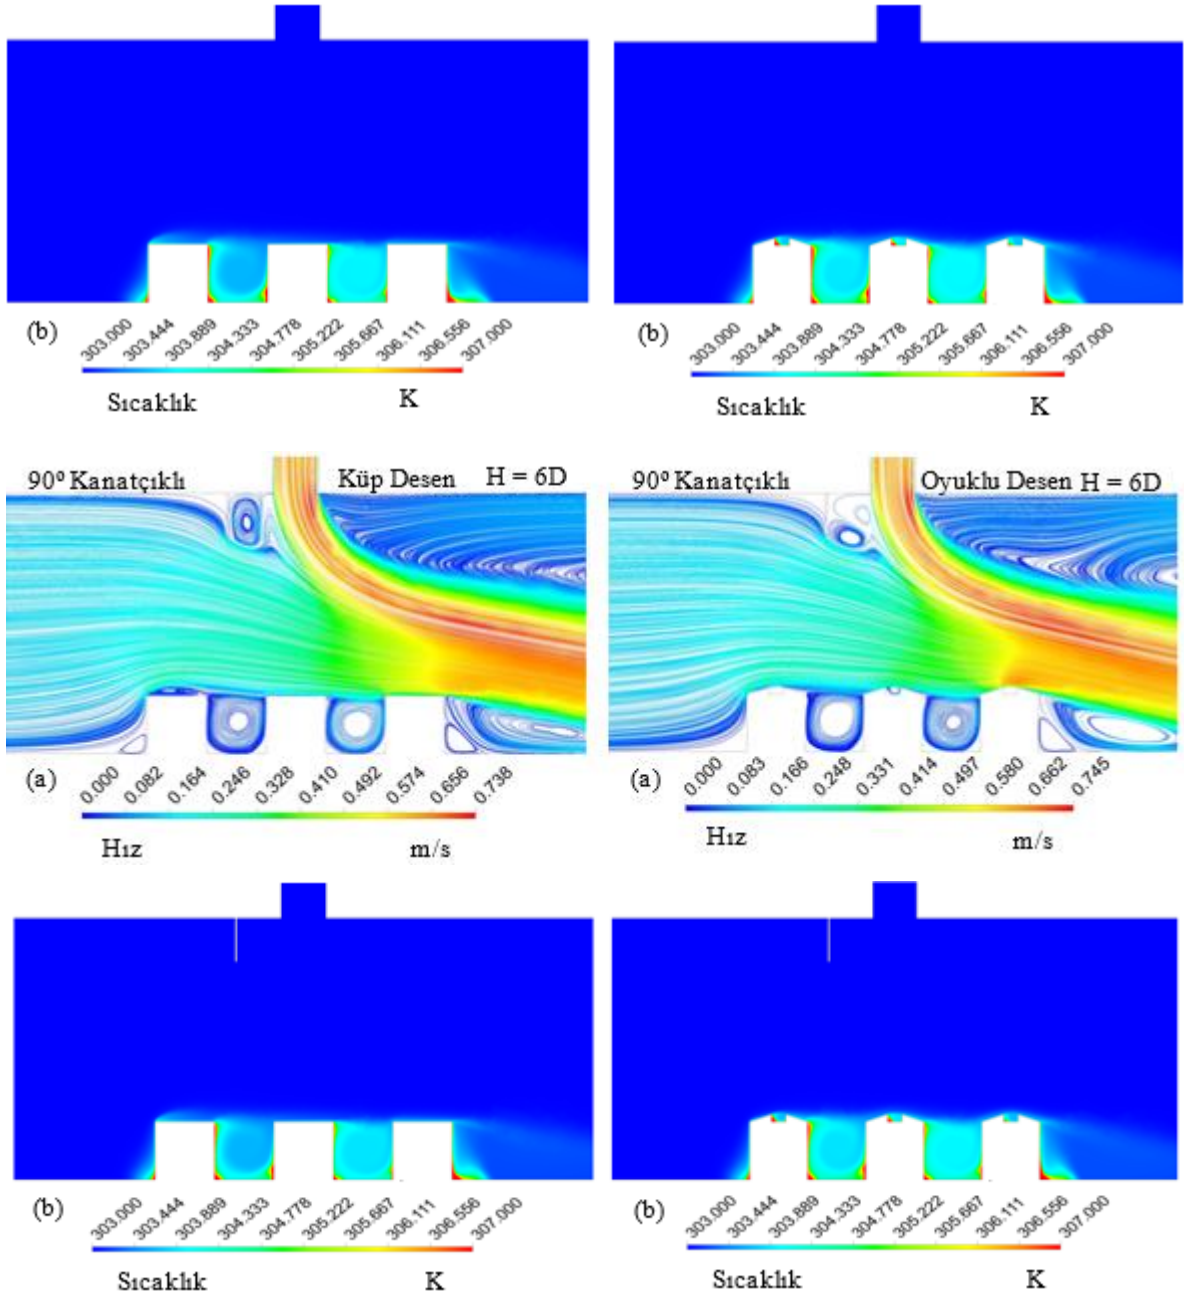 (b)
303.000 303.444 303.889 304.333 304.778 305.222 305.667 306.111 306.556 307.000
Sıcaklık K
(b)
303.000 303.444 303.889 304.333 304.778 305.222 305.667 306.111 306.556 307.000
Sıcaklık K
90⁰ Kanatçıklı Küp Desen H = 6D
(a)
0.000 0.082 0.164 0.246 0.328 0.410 0.492 0.574 0.656 0.738
Hız m/s
90⁰ Kanatçıklı Oyuklu Desen H = 6D
(a)
0.000 0.083 0.166 0.248 0.331 0.414 0.497 0.580 0.662 0.745
Hız m/s
(b)
303.000 303.444 303.889 304.333 304.778 305.222 305.667 306.111 306.556 307.000
Sıcaklık K
(b)
303.000 303.444 303.889 304.333 304.778 305.222 305.667 306.111 306.556 307.000
Sıcaklık K